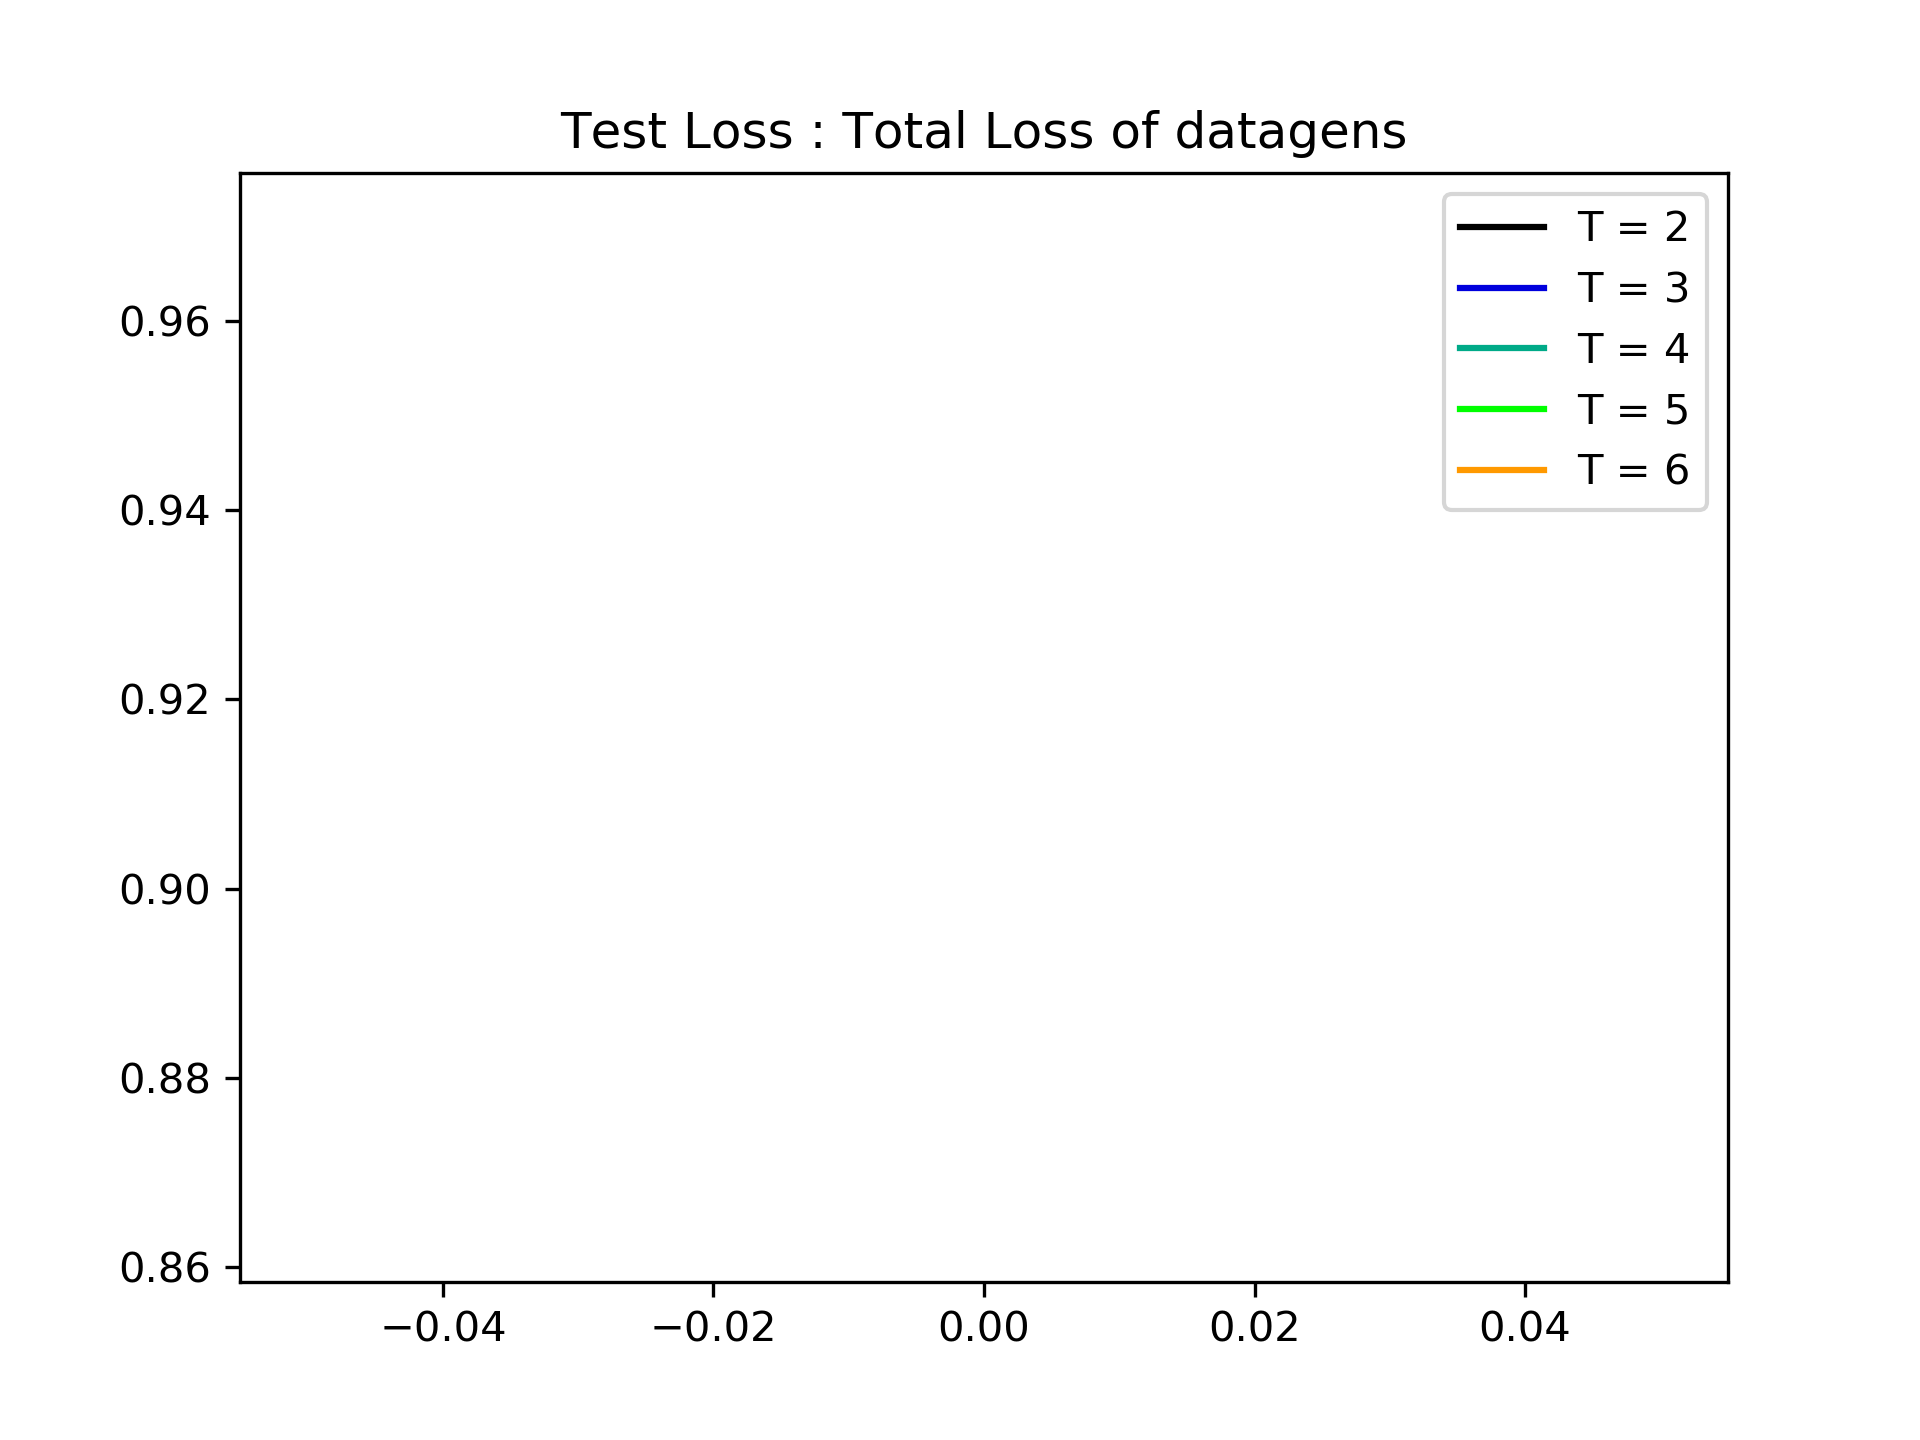 Test Loss : Total Loss of datagens
T = 2
T = 3
T = 4
T = 5
T = 6
0.96
0.94
0.92
0.90
0.88
0.86
−0.04 −0.02 0.00 0.02 0.04